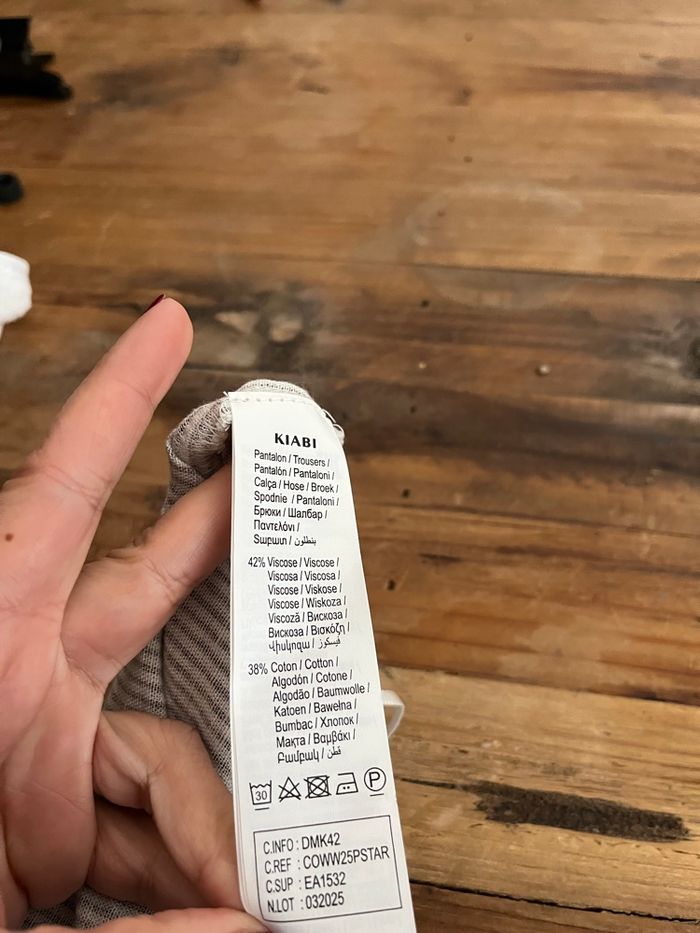 KIABI
Pantalon / Trousers /
Pantalón / Pantaloni /
Calça / Hose / Broek /
Spodnie / Pantaloni /
Брюки / Шалбар /
Παντελόνι /
Տաբատ / بنطلون
42% Viscose / Viscose /
Viscosa / Viscosa /
Viscose / Viskose /
Viscose / Wiskoza /
Viscoză / Вискоза /
Вискоза / Βισκόζη /
Վիսկոզա / فيسكوز
38% Coton / Cotton /
Algodón / Cotone /
Algodão / Baumwolle /
Katoen / Bawełna /
Bumbac / Хлопок /
Мақта / Βαμβάκι /
Բամբակ / قطن
30 P
C.INFO : DMK42
C.REF : COWW25PSTAR
C.SUP : EA1532
N.LOT : 032025